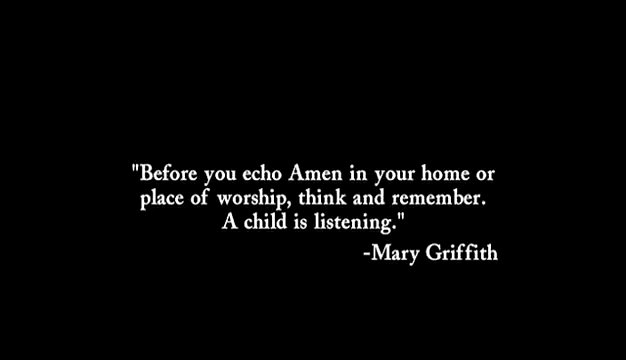 "Before you echo Amen in your home or
place of worship, think and remember.
A child is listening."
-Mary Griffith